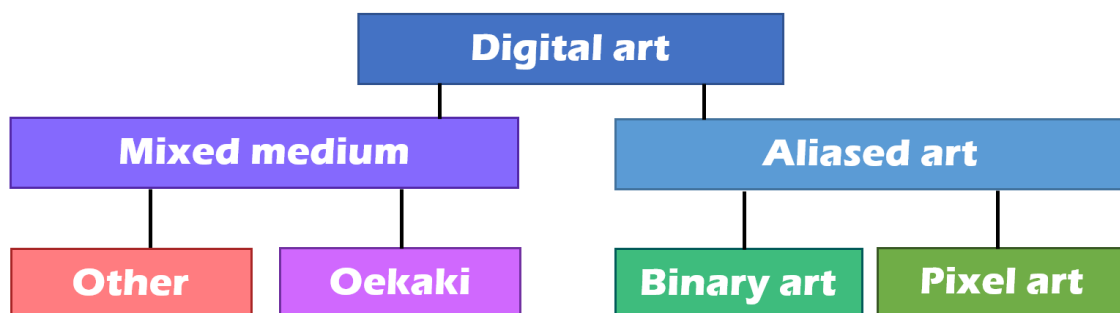 Digital art
Mixed medium
Aliased art
Other
Oekaki
Binary art
Pixel art